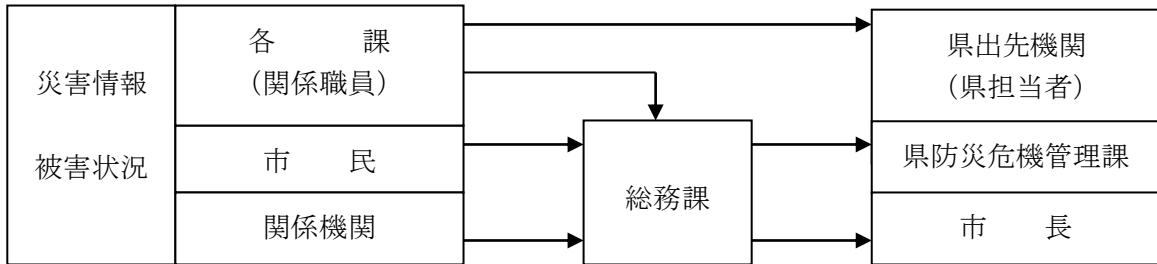 災害情報
被害状況
各　　課
（関係職員）
市　　民
関係機関
総務課
県出先機関
（県担当者）
県防災危機管理課
市　　長